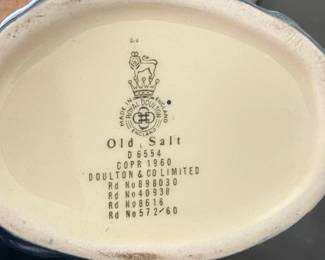 MADE IN ENGLAND
ROYAL DOULTON
ENGLAND
Old Salt
D 6554
COPR 1960
DOULTON & CO LIMITED
Rd No 898030
Rd No 40938
Rd No 8616
Rd No 572/60